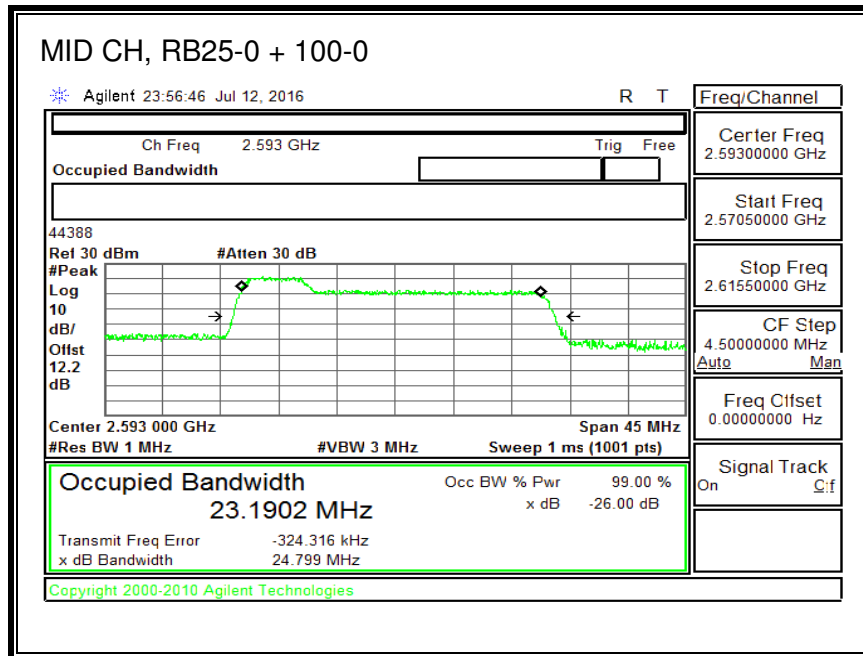 MID CH, RB25-0 + 100-0
Agilent 23:56:46 Jul 12, 2016 R T
Freq/Channel
Ch Freq 2.593 GHz Trig Free
Occupied Bandwidth
Center Freq
2.59300000 GHz
Start Freq
2.57050000 GHz
Stop Freq
2.61550000 GHz
CF Step
4.50000000 MHz
Auto Man
Freq Offset
0.00000000 Hz
Signal Track
On Off
44388
Ref 30 dBm #Atten 30 dB
#Peak
Log
10
dB/
Offst
12.2
dB
Center 2.593 000 GHz Span 45 MHz
#Res BW 1 MHz #VBW 3 MHz Sweep 1 ms (1001 pts)
Occupied Bandwidth
23.1902 MHz
Occ BW % Pwr 99.00 %
x dB -26.00 dB
Transmit Freq Error -324.316 kHz
x dB Bandwidth 24.799 MHz
Copyright 2000-2010 Agilent Technologies